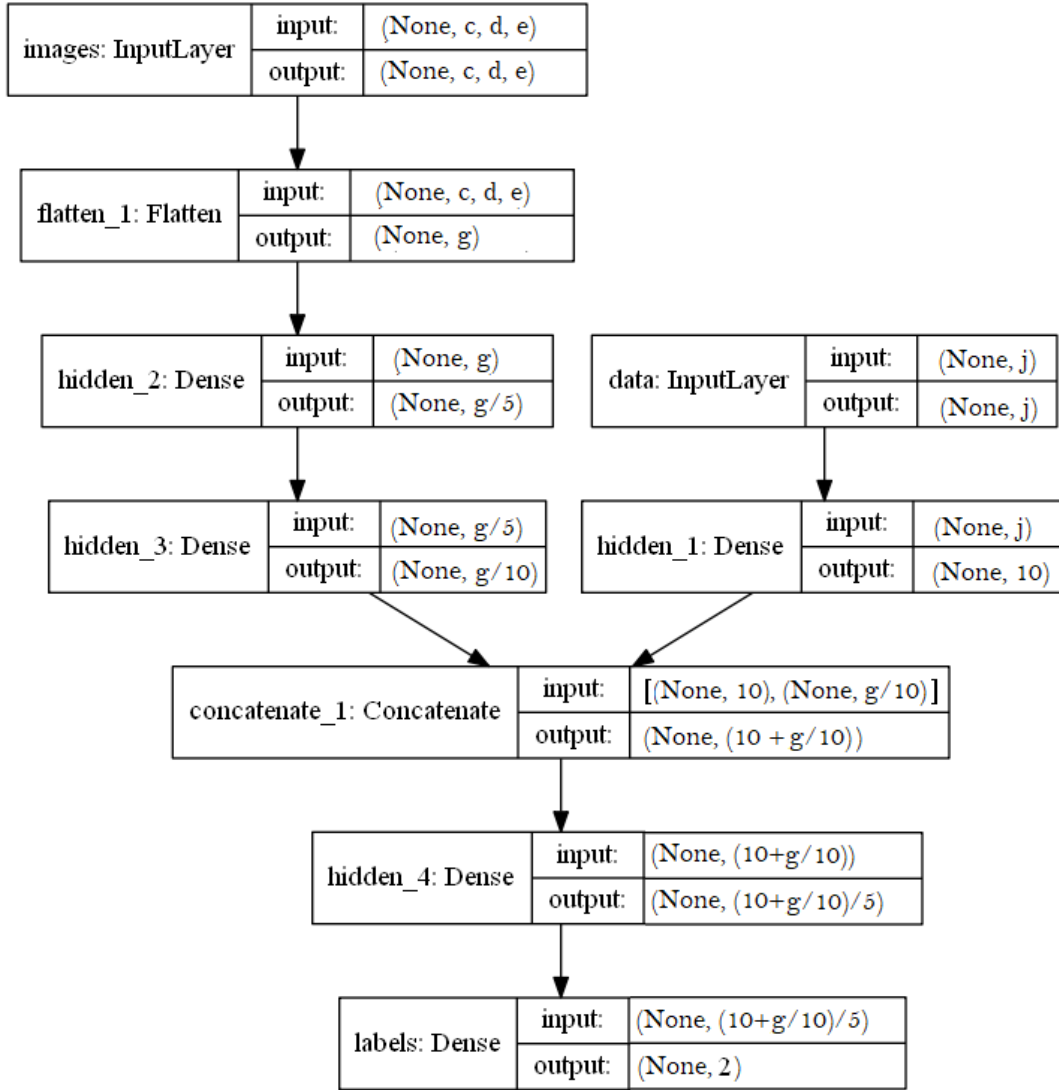 images: InputLayer
input: (None, c, d, e)
output: (None, c, d, e)
flatten_1: Flatten
input: (None, c, d, e)
output: (None, g)
hidden_2: Dense
input: (None, g)
output: (None, g/5)
data: InputLayer
input: (None, j)
output: (None, j)
hidden_3: Dense
input: (None, g/5)
output: (None, g/10)
hidden_1: Dense
input: (None, j)
output: (None, 10)
concatenate_1: Concatenate
input: [(None, 10), (None, g/10)]
output: (None, (10 + g/10))
hidden_4: Dense
input: (None, (10+g/10))
output: (None, (10+g/10)/5)
labels: Dense
input: (None, (10+g/10)/5)
output: (None, 2)